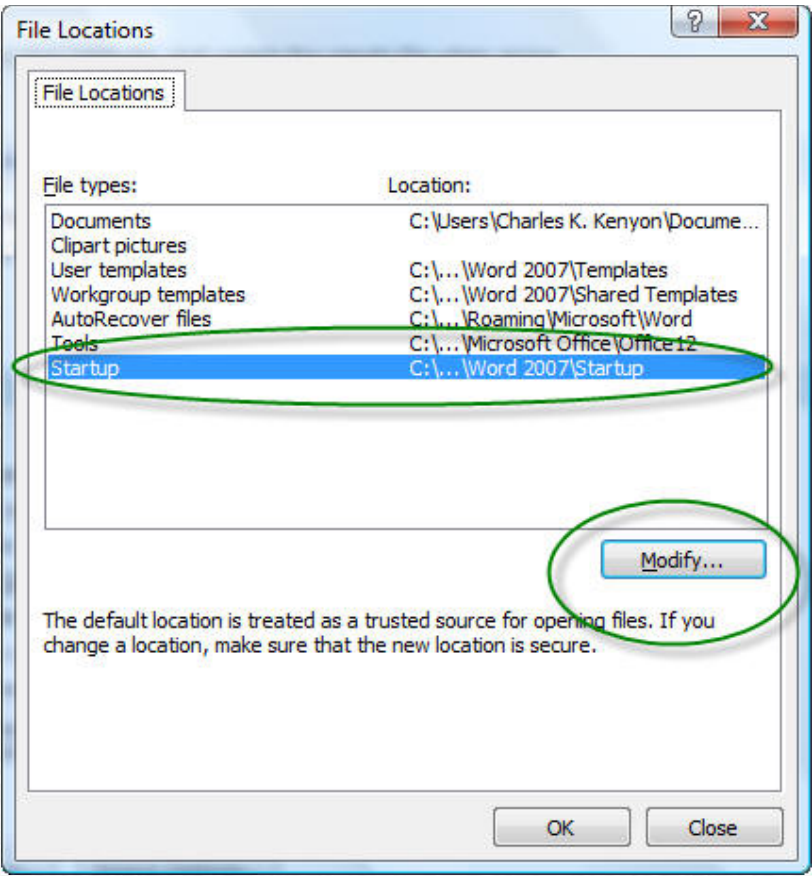 File Locations
File Locations
File types: Location:
Documents C:\Users\Charles K. Kenyon\Docume...
Clipart pictures
User templates C:\...\Word 2007\Templates
Workgroup templates C:\...\Word 2007\Shared Templates
AutoRecover files C:\...\Roaming\Microsoft\Word
Tools C:\...\Microsoft Office\Office12
Startup C:\...\Word 2007\Startup
Modify...
The default location is treated as a trusted source for opening files. If you
change a location, make sure that the new location is secure.
OK Close